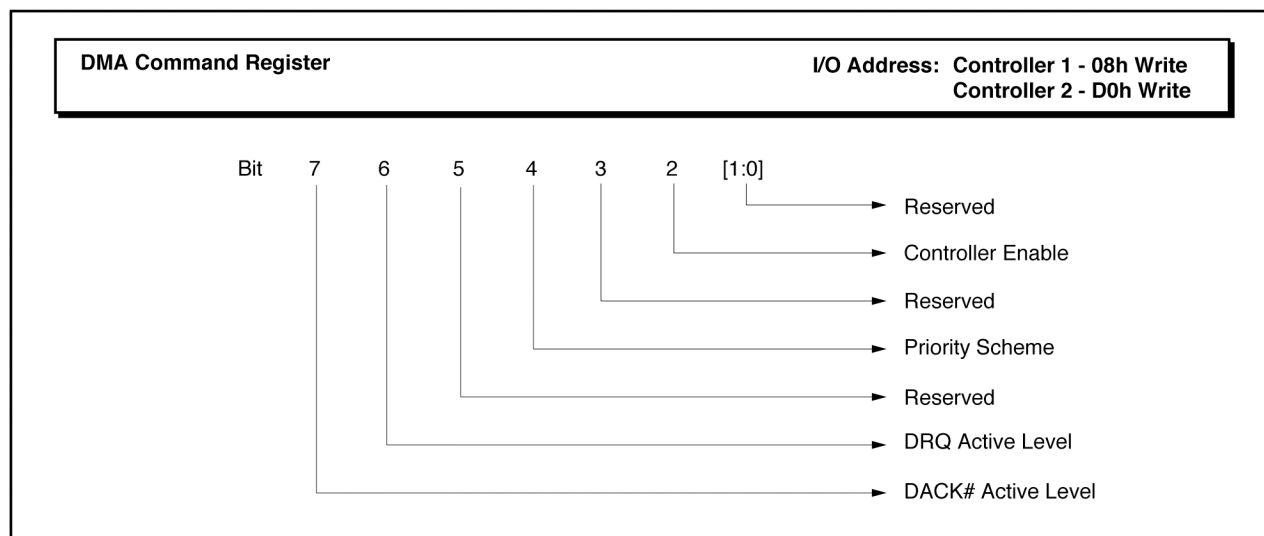 DMA Command Register
I/O Address: Controller 1 - 08h Write
Controller 2 - D0h Write
Bit 7 6 5 4 3 2 [1:0]
Reserved
Controller Enable
Reserved
Priority Scheme
Reserved
DRQ Active Level
DACK# Active Level